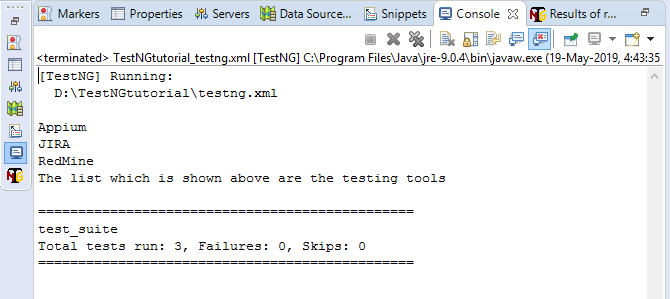 Markers Properties Servers Data Source... Snippets Console Results of r...
<terminated> TestNGtutorial_testng.xml [TestNG] C:\Program Files\Java\jre-9.0.4\bin\javaw.exe (19-May-2019, 4:43:35
[TestNG] Running:
D:\TestNGtutorial\testng.xml
Appium
JIRA
RedMine
The list which is shown above are the testing tools
===============================================
test_suite
Total tests run: 3, Failures: 0, Skips: 0
===============================================